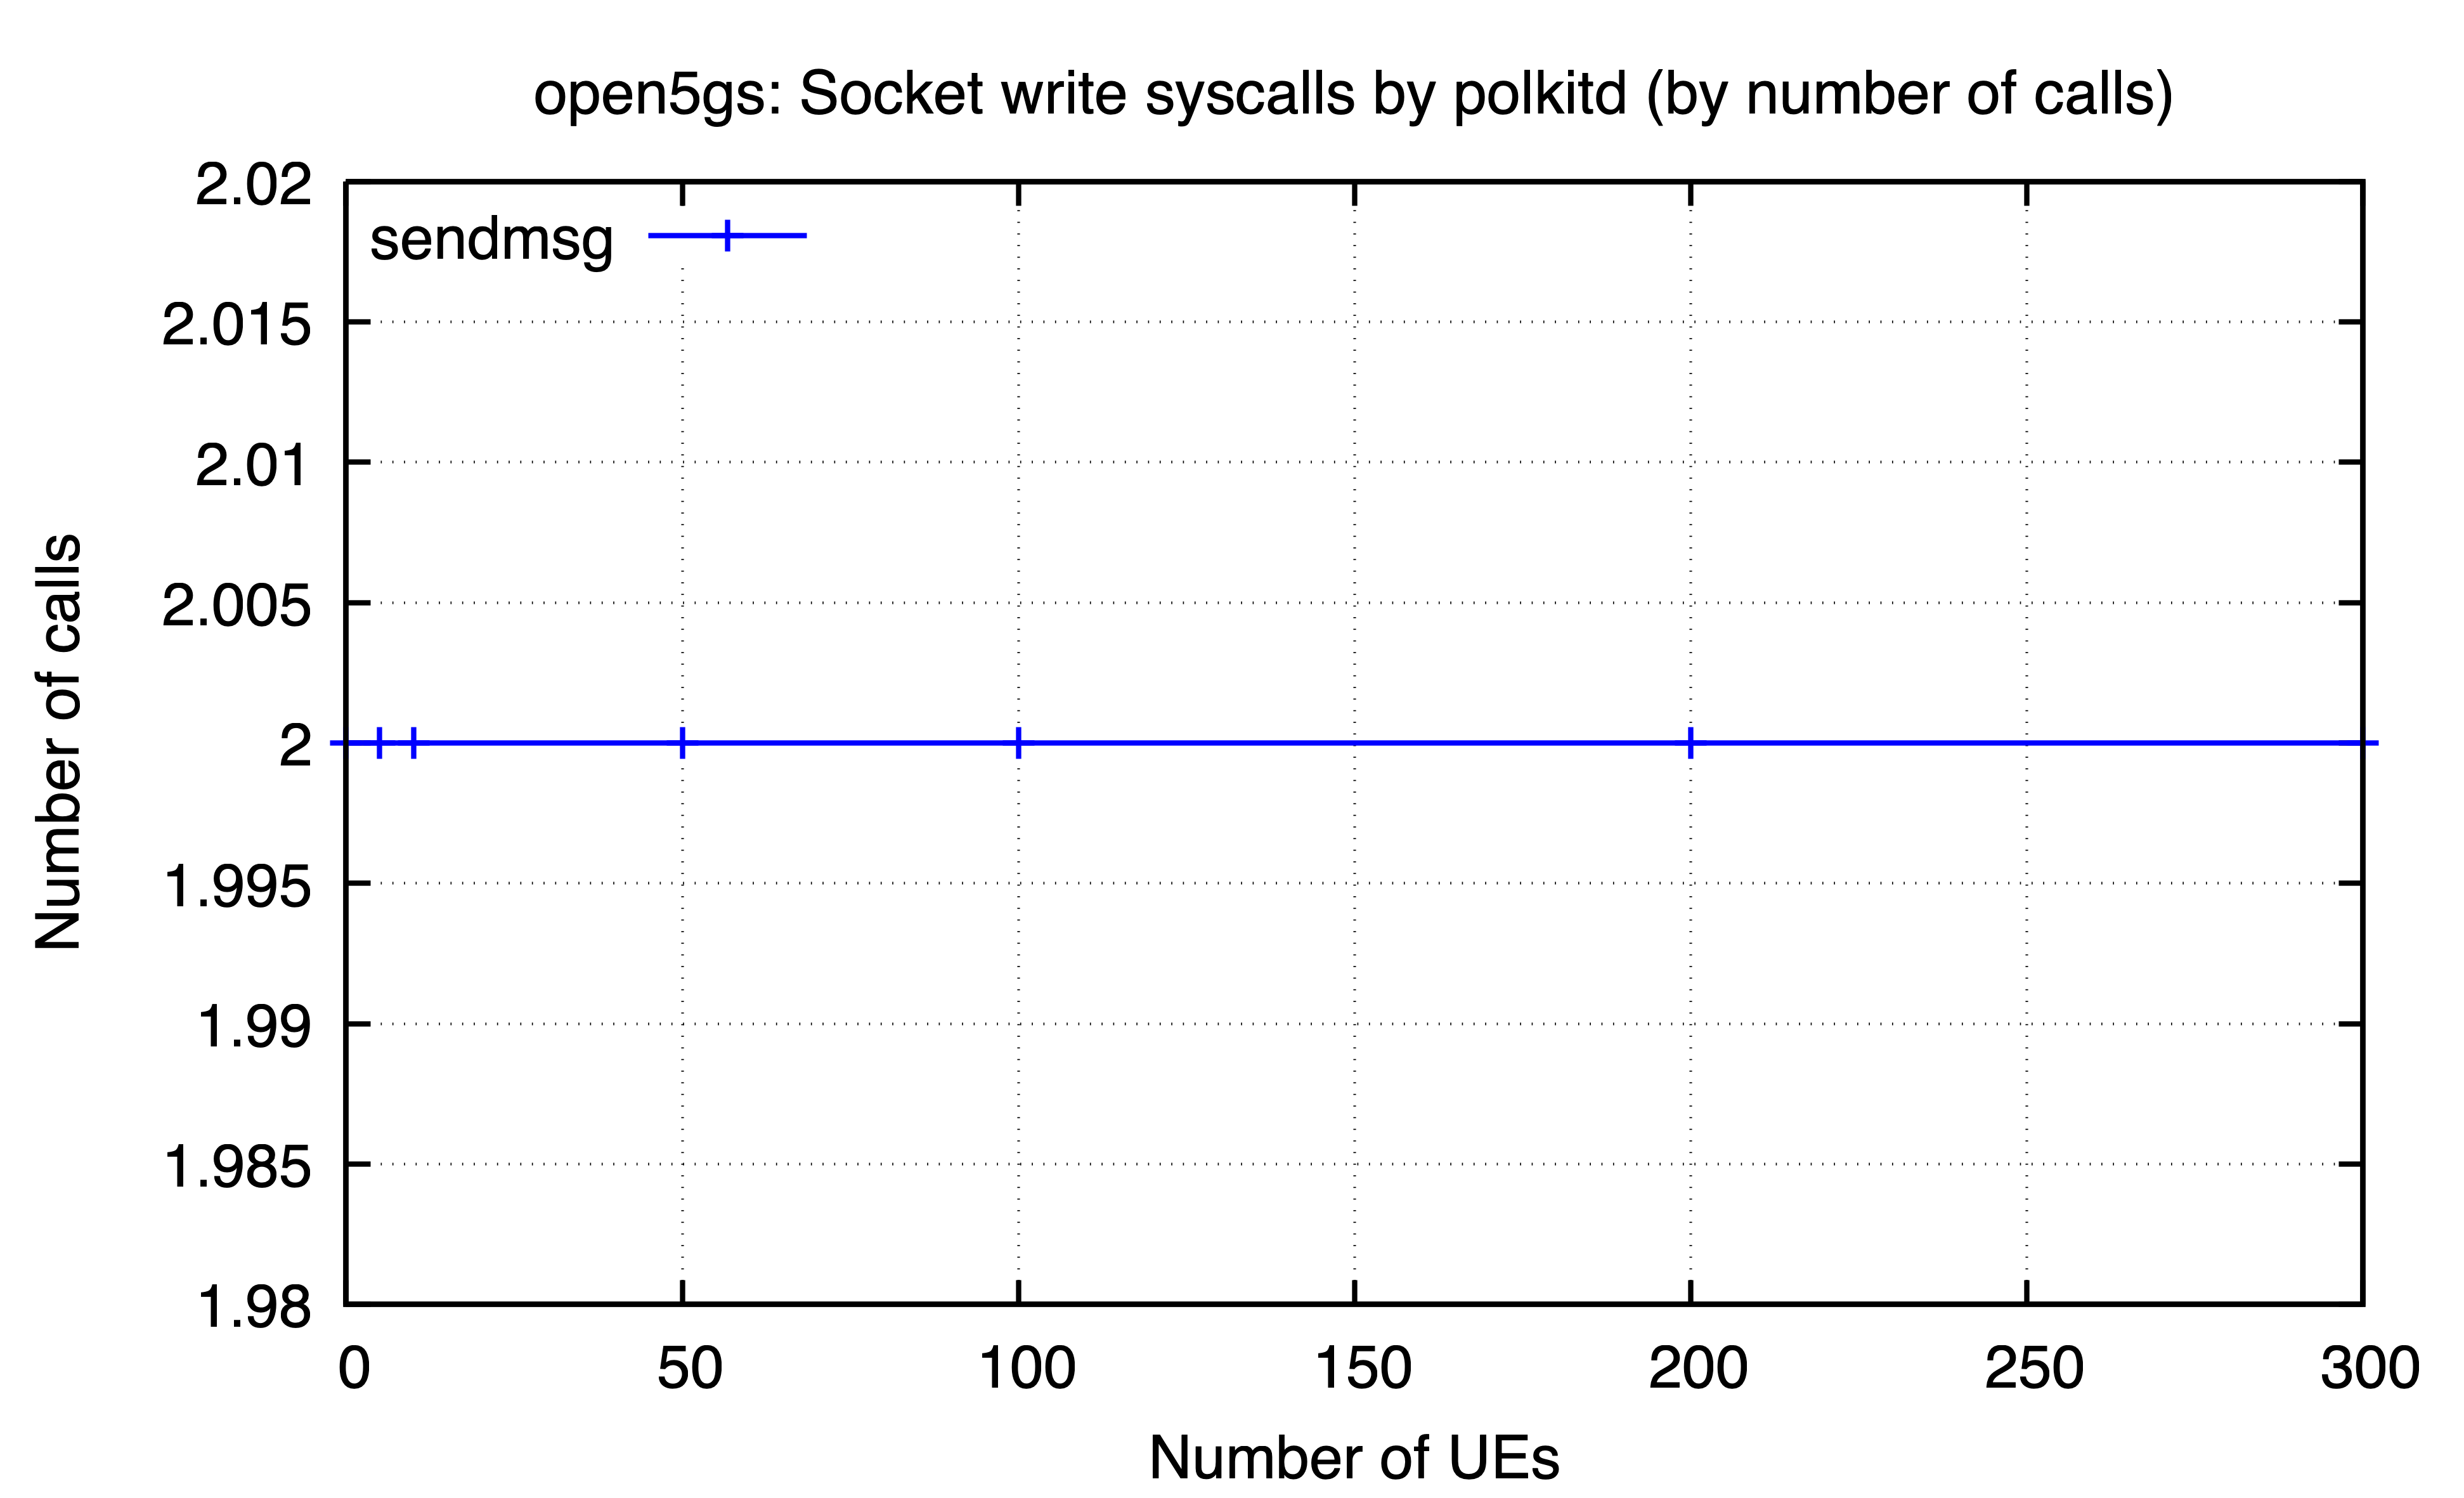 open5gs: Socket write syscalls by polkitd (by number of calls)
2.02
sendmsg
2.015
2.01
2.005
2
1.995
1.99
1.985
1.98
Number of calls
0 50 100 150 200 250 300
Number of UEs